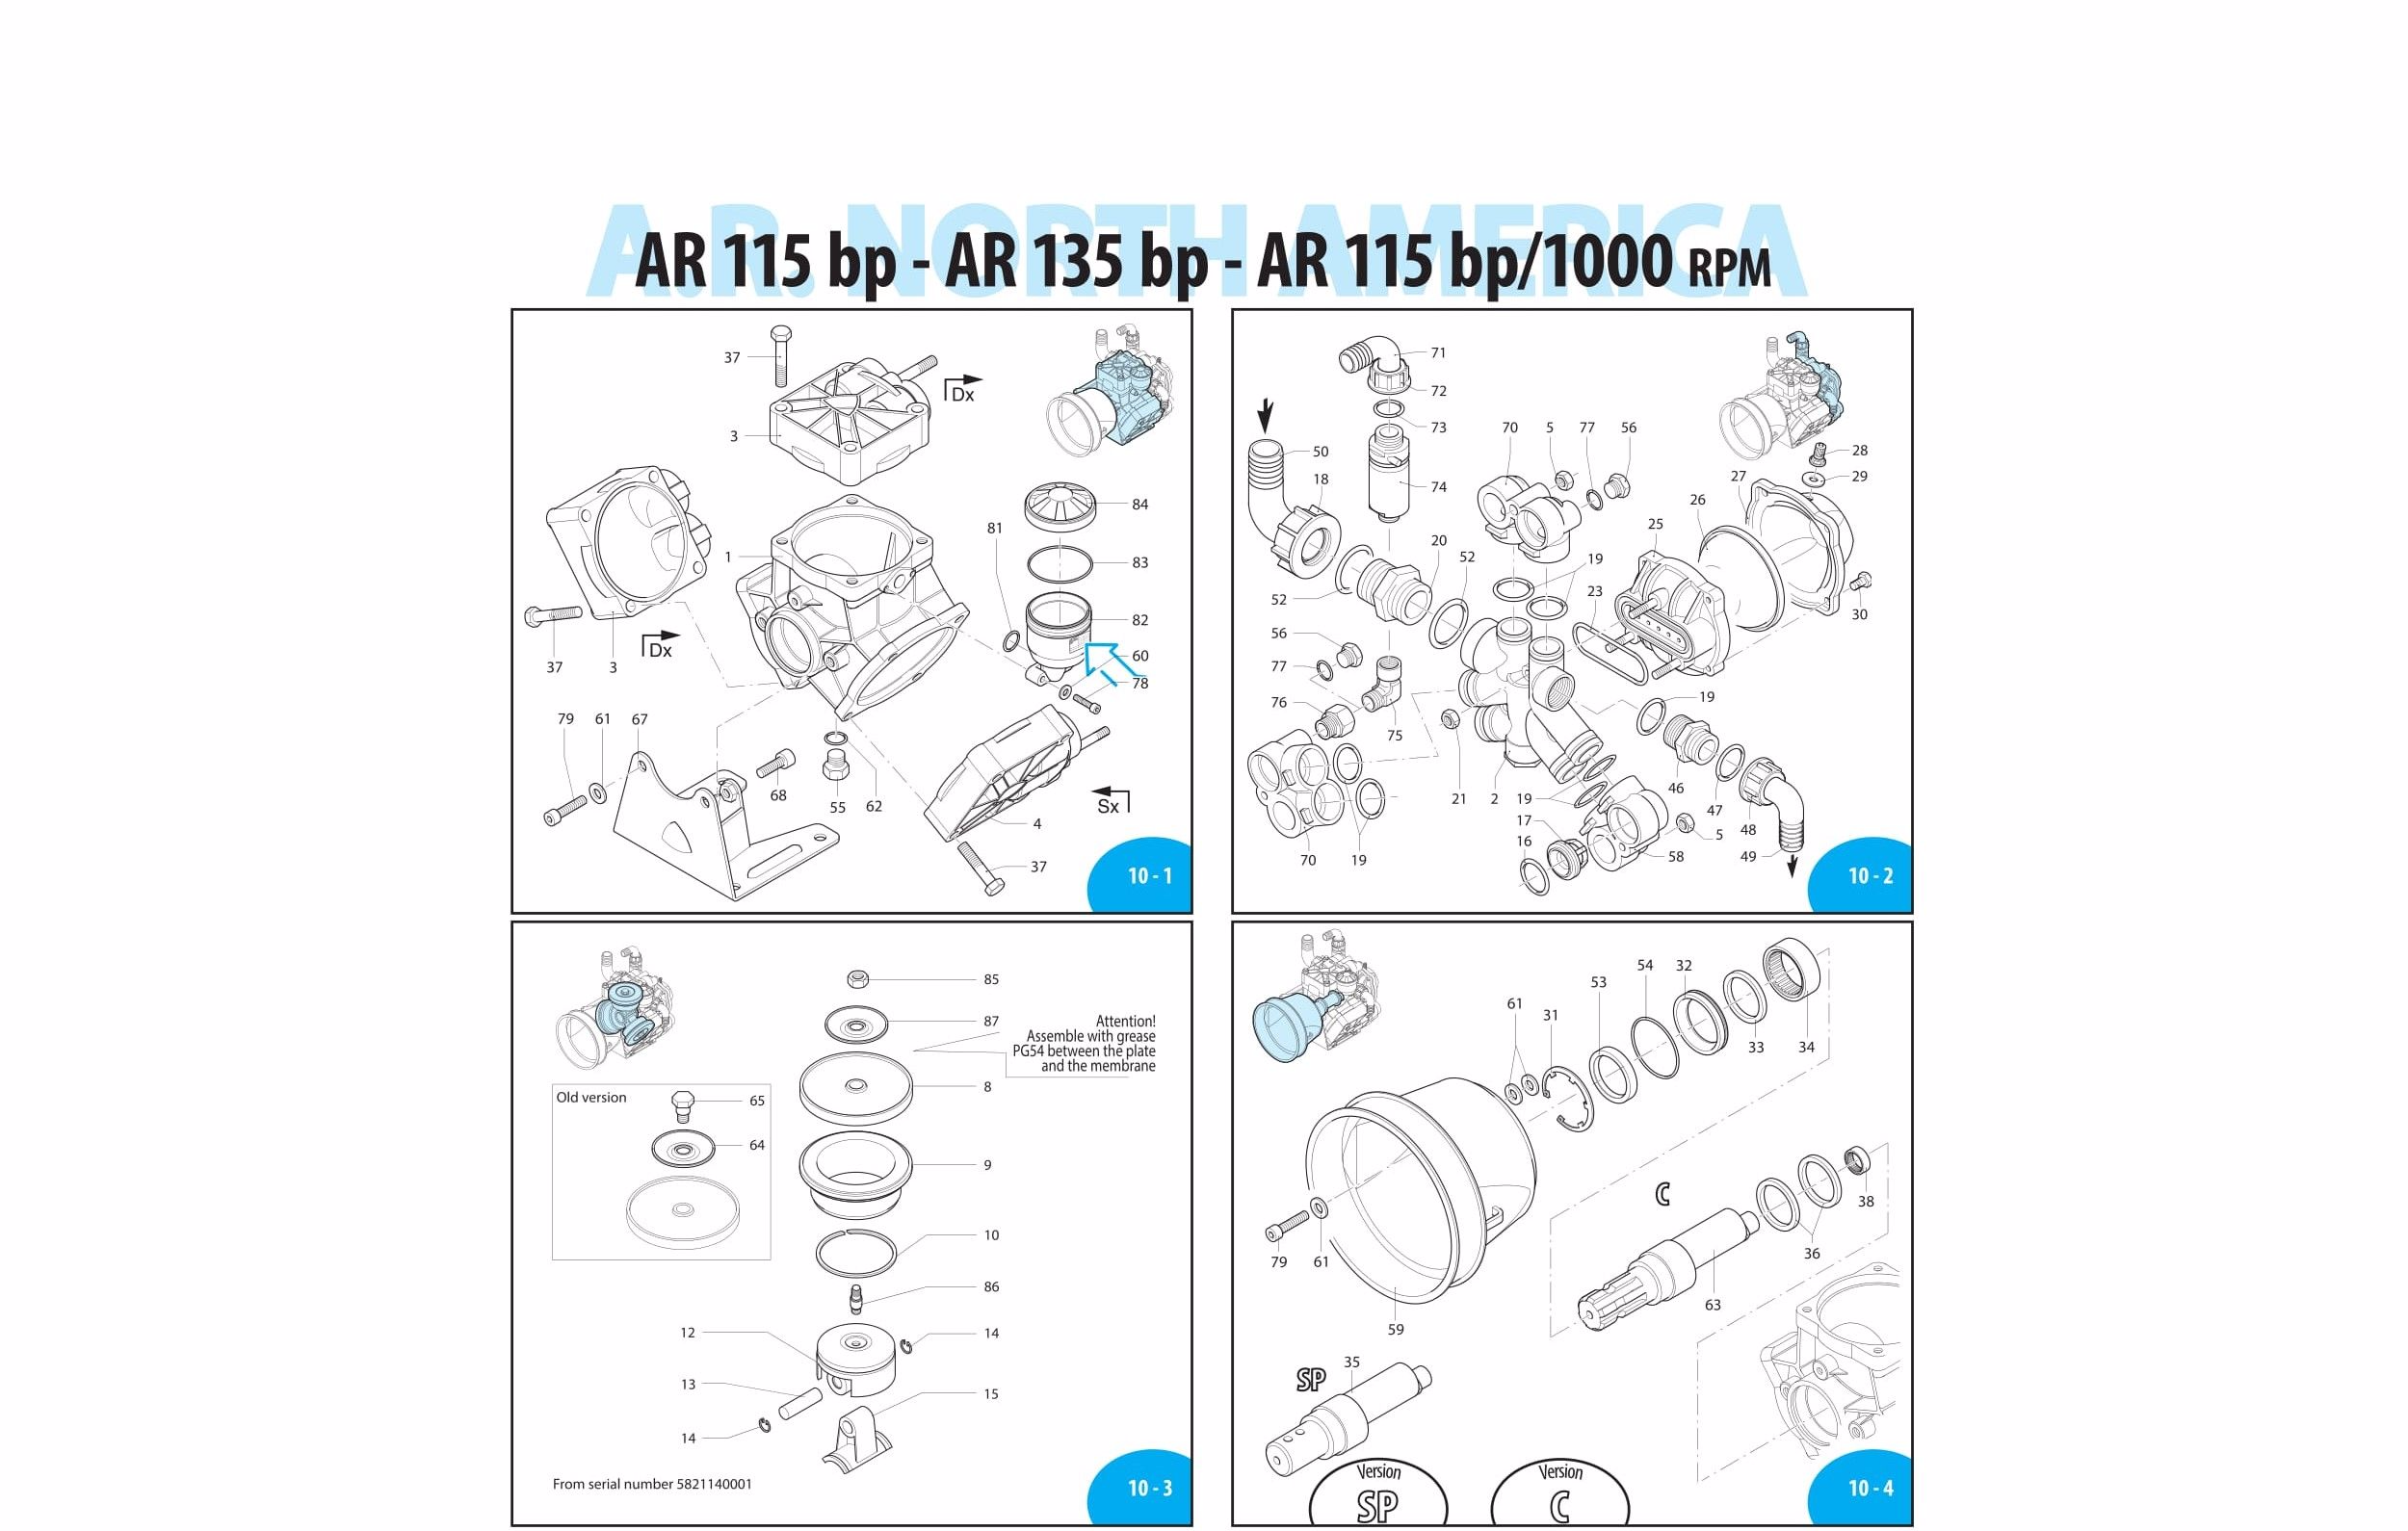 A.R. NORTH AMERICA
AR 115 bp - AR 135 bp - AR 115 bp/1000 RPM
37
Dx
3
84
81
83
1
82
60
78
37
3
Dx
79 61 67
68
55 62
Sx
4
37
10 - 1
71
72
73
70 5 77 56
28
29
50
18
74
27
26
25
20
52
19
23
52
30
56
77
76
75
19
21 2 19
46
47
48
49
17
16
5
58
70 19
10 - 2
85
87
Attention!
Assemble with grease
PG54 between the plate
and the membrane
8
Old version
65
64
9
10
86
12
14
13
15
14
From serial number 5821140001
10 - 3
54 32
53
61
31
33 34
C
38
36
79 61
63
59
35
SP
Version
SP
Version
C
10 - 4